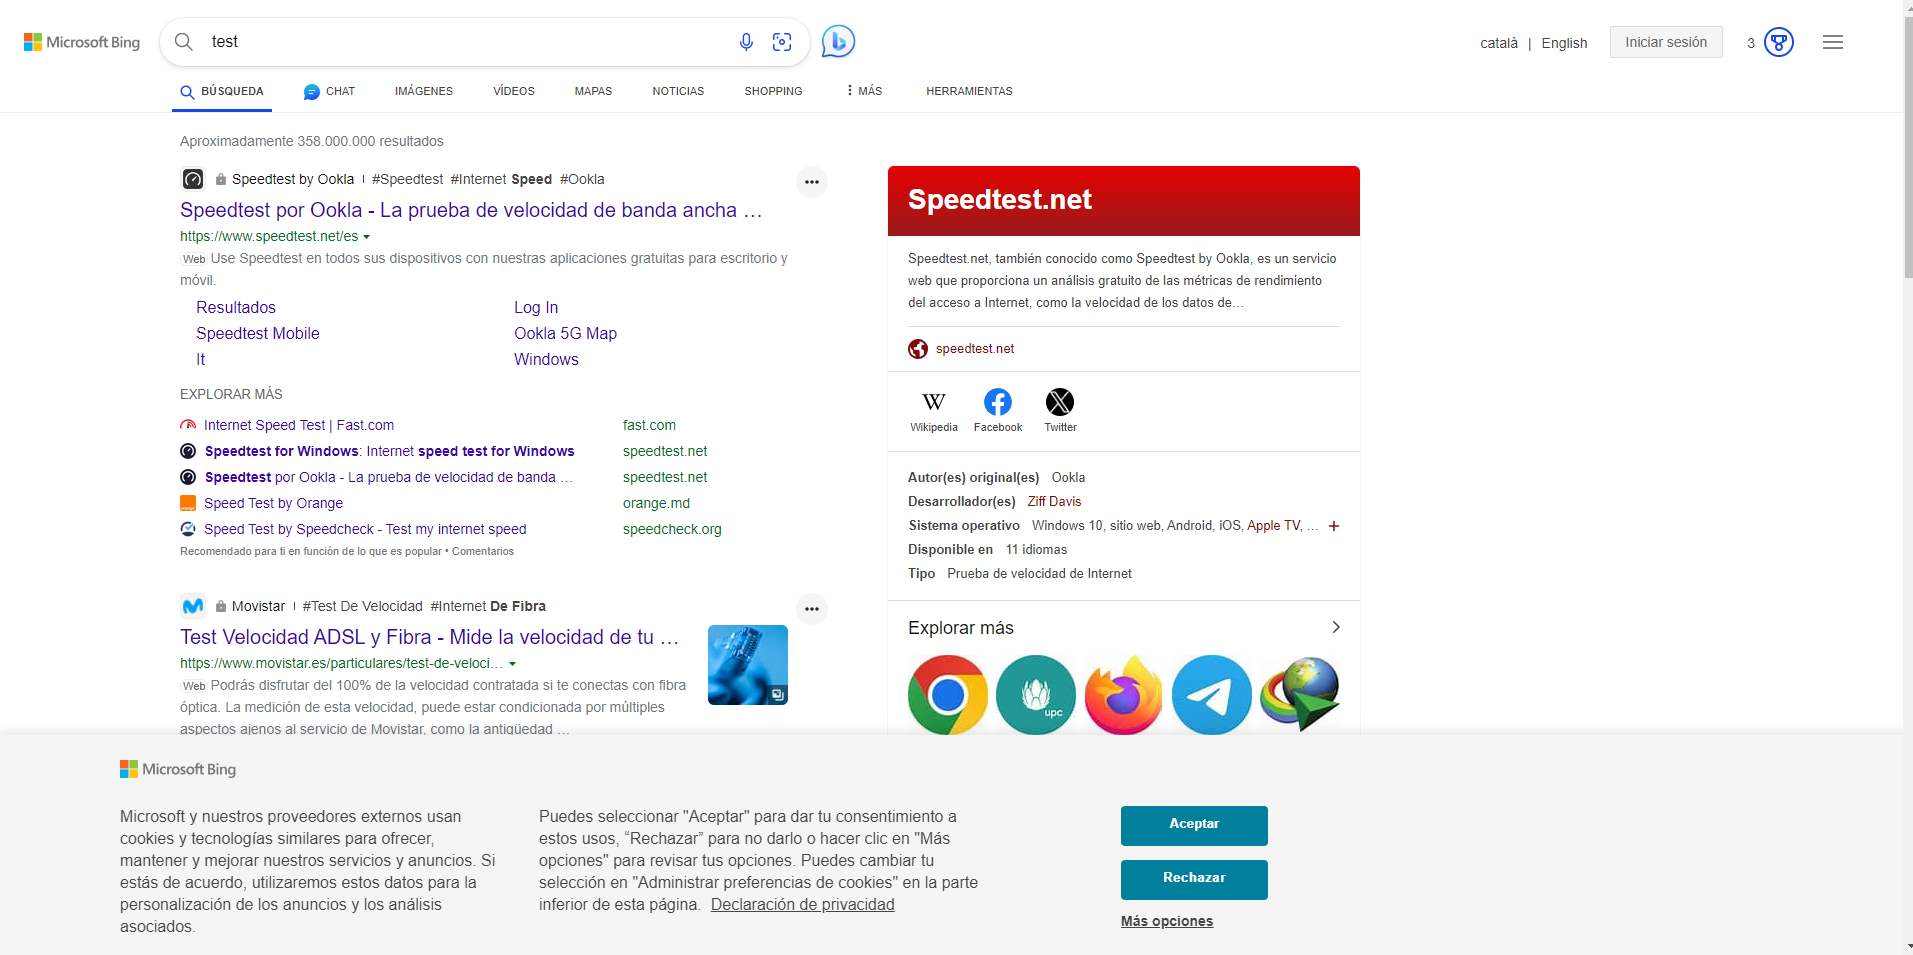 Microsoft Bing
test
català | English
Iniciar sesión
3
BÚSQUEDA
CHAT
IMÁGENES
VÍDEOS
MAPAS
NOTICIAS
SHOPPING
MÁS
HERRAMIENTAS
Aproximadamente 358.000.000 resultados
Speedtest by Ookla | #Speedtest #Internet Speed #Ookla
Speedtest por Ookla - La prueba de velocidad de banda ancha …
https://www.speedtest.net/es
Web Use Speedtest en todos sus dispositivos con nuestras aplicaciones gratuitas para escritorio y
móvil.
Resultados
Log In
Speedtest Mobile
Ookla 5G Map
It
Windows
EXPLORAR MÁS
Internet Speed Test | Fast.com fast.com
Speedtest for Windows: Internet speed test for Windows speedtest.net
Speedtest por Ookla - La prueba de velocidad de banda … speedtest.net
Speed Test by Orange orange.md
Speed Test by Speedcheck - Test my internet speed speedcheck.org
Recomendado para ti en función de lo que es popular • Comentarios
Movistar | #Test De Velocidad #Internet De Fibra
Test Velocidad ADSL y Fibra - Mide la velocidad de tu …
https://www.movistar.es/particulares/test-de-veloci…
Web Podrás disfrutar del 100% de la velocidad contratada si te conectas con fibra
óptica. La medición de esta velocidad, puede estar condicionada por múltiples
aspectos ajenos al servicio de Movistar, como la antigüedad …
Speedtest.net
Speedtest.net, también conocido como Speedtest by Ookla, es un servicio
web que proporciona un análisis gratuito de las métricas de rendimiento
del acceso a Internet, como la velocidad de los datos de…
speedtest.net
W
Wikipedia
Facebook
Twitter
Autor(es) original(es) Ookla
Desarrollador(es) Ziff Davis
Sistema operativo Windows 10, sitio web, Android, iOS, Apple TV, … +
Disponible en 11 idiomas
Tipo Prueba de velocidad de Internet
Explorar más
upc
Microsoft Bing
Microsoft y nuestros proveedores externos usan
cookies y tecnologías similares para ofrecer,
mantener y mejorar nuestros servicios y anuncios. Si
estás de acuerdo, utilizaremos estos datos para la
personalización de los anuncios y los análisis
asociados.
Puedes seleccionar "Aceptar" para dar tu consentimiento a
estos usos, “Rechazar” para no darlo o hacer clic en "Más
opciones" para revisar tus opciones. Puedes cambiar tu
selección en "Administrar preferencias de cookies" en la parte
inferior de esta página. Declaración de privacidad
Aceptar
Rechazar
Más opciones